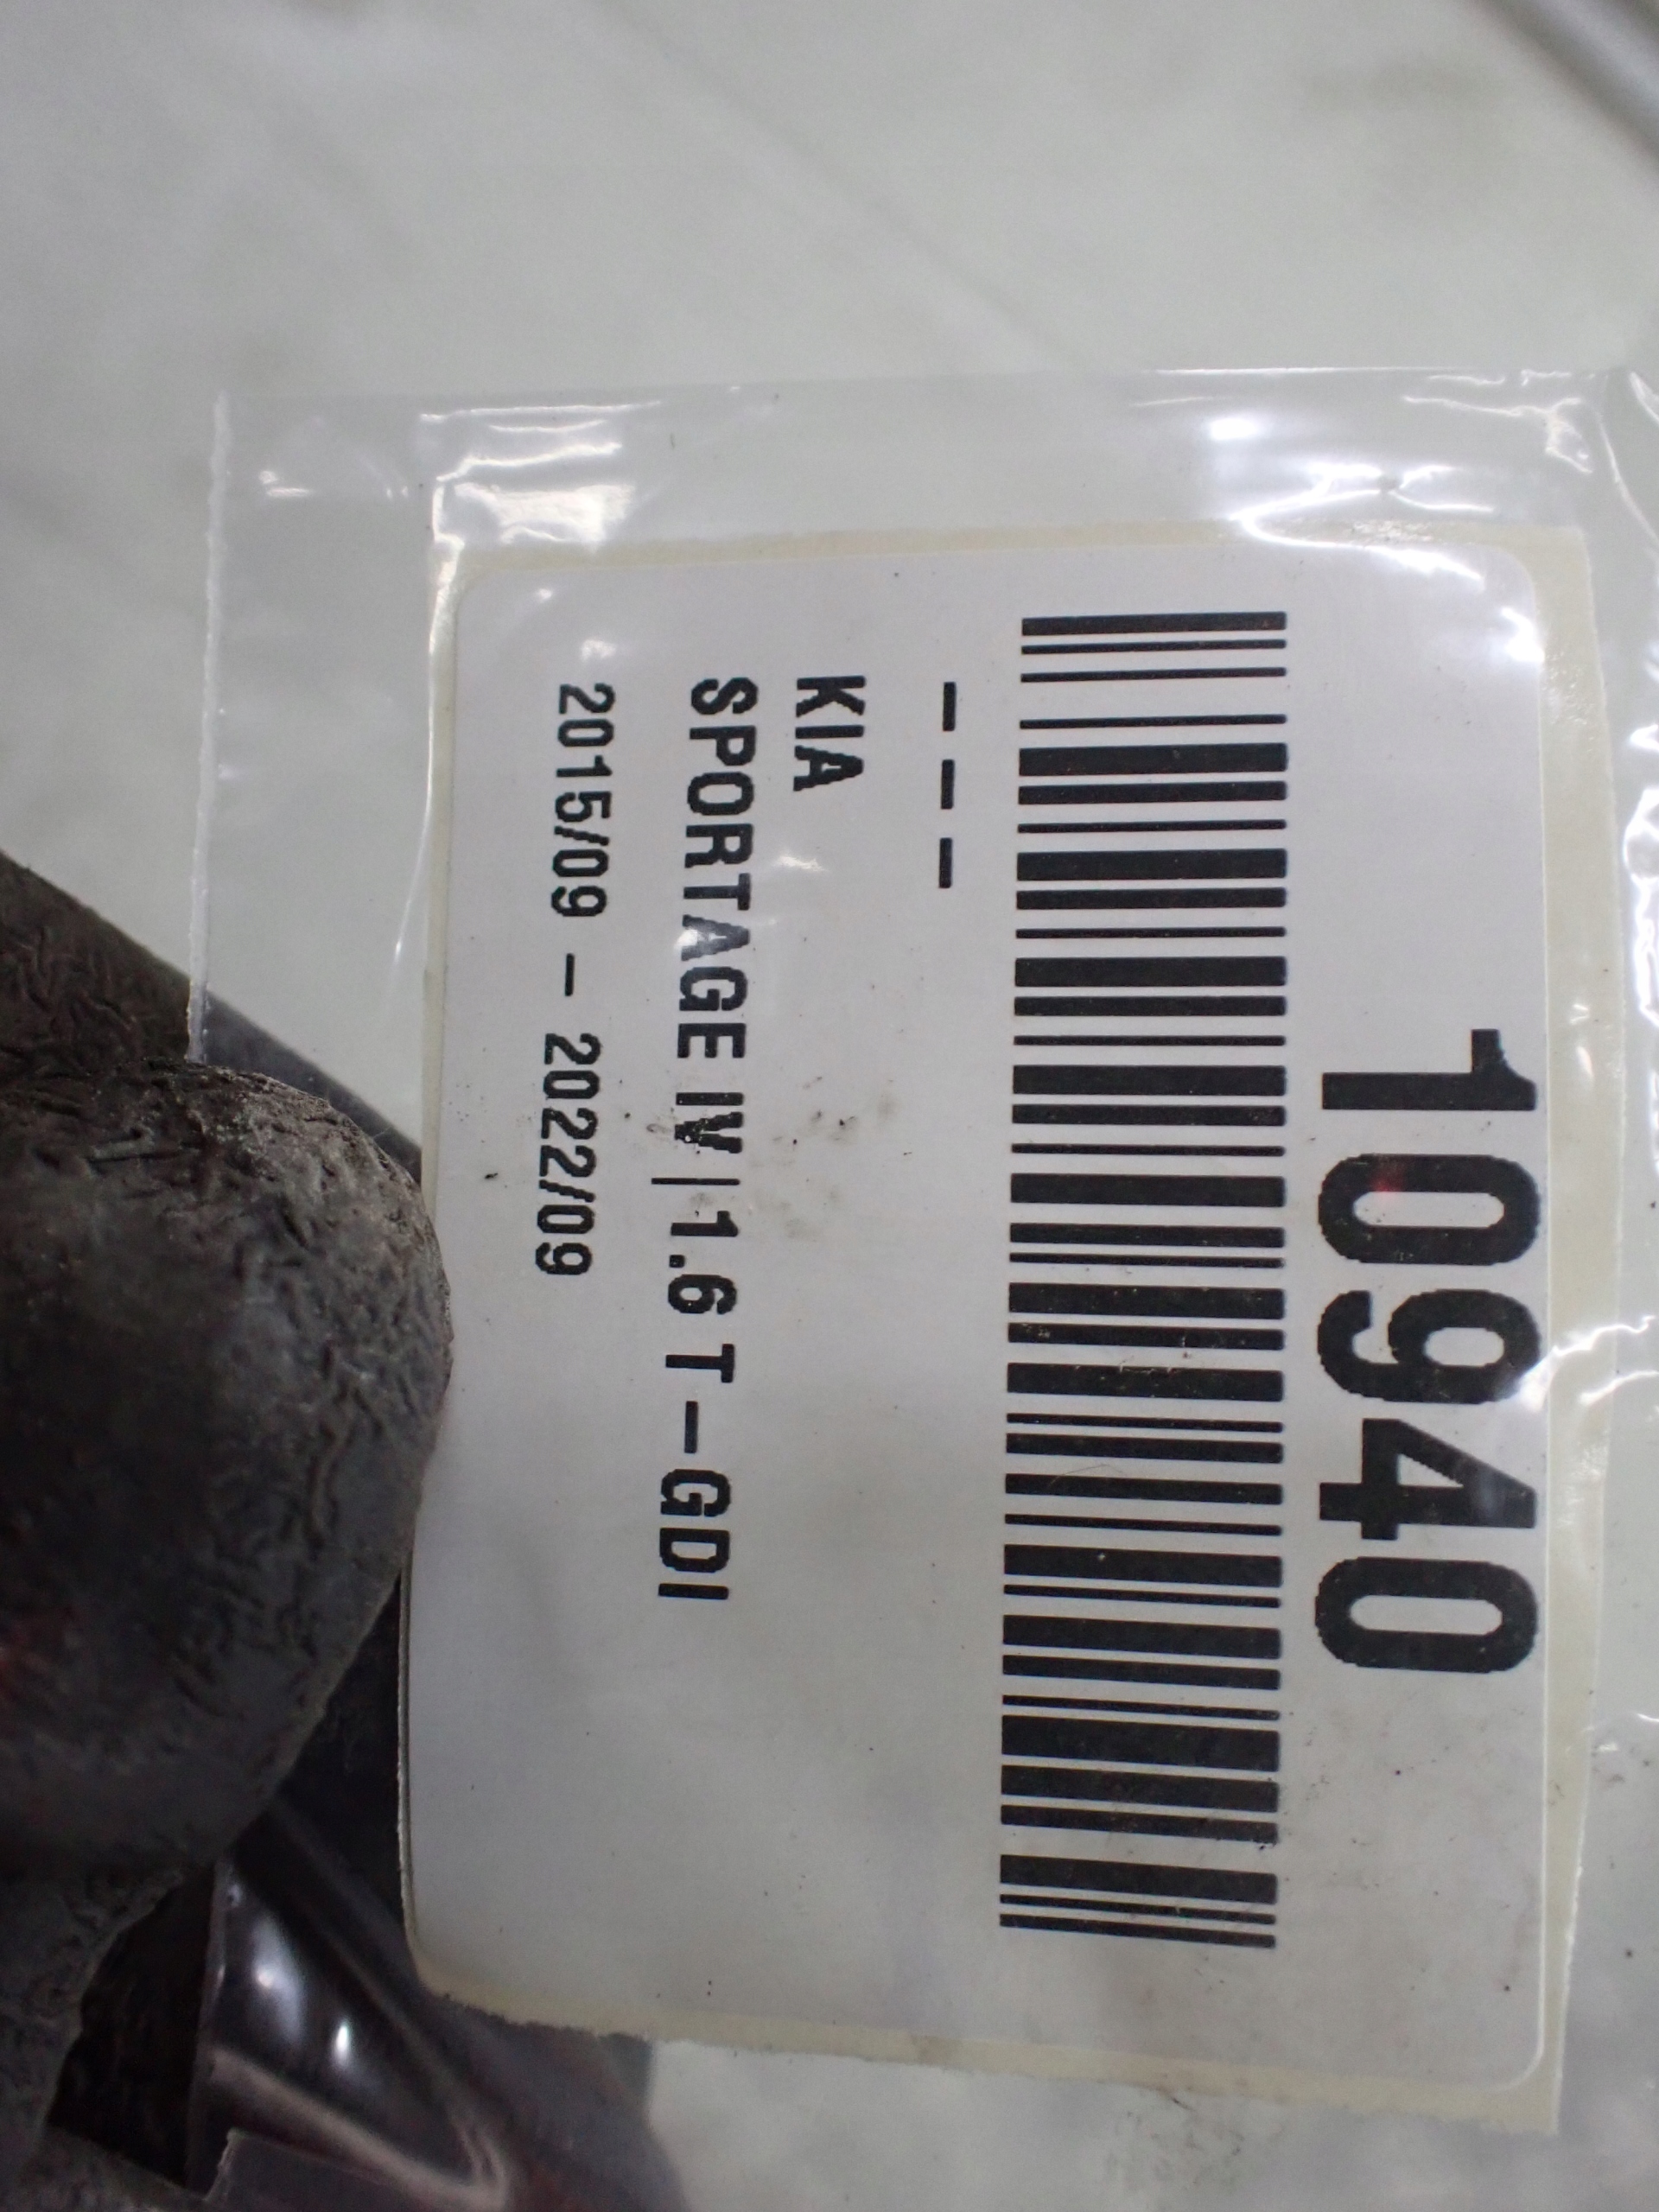 10940
– – –
KIA
SPORTAGE IV|1.6 T-GDI
2015/09 - 2022/09